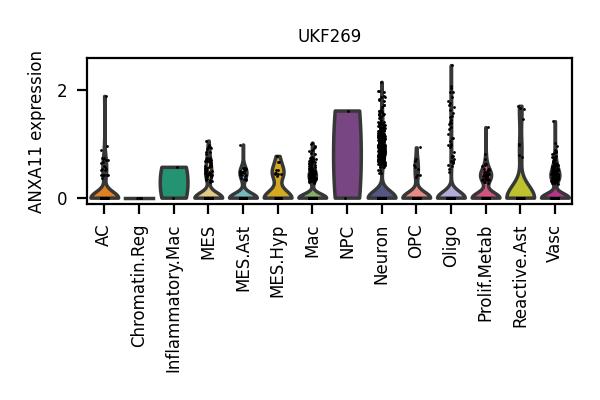 UKF269
ANXA11 expression
2
0
AC
Chromatin.Reg
Inflammatory.Mac
MES
MES.Ast
MES.Hyp
Mac
NPC
Neuron
OPC
Oligo
Prolif.Metab
Reactive.Ast
Vasc